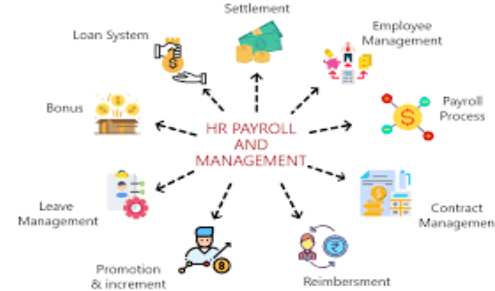 Settlement
Employee
Management
Loan System
Payroll
Process
Bonus
HR PAYROLL
AND
MANAGEMENT
Leave
Management
Contract
Managemen
Promotion
& increment
Reimbersment